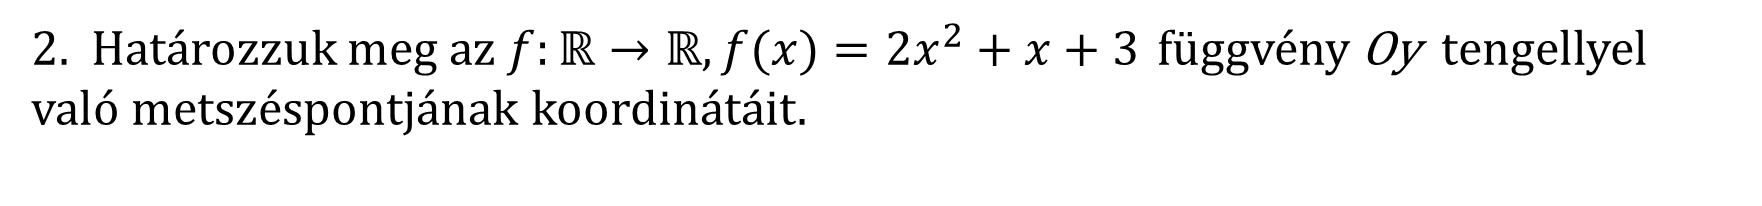 2. Határozzuk meg az 𝑓: ℝ → ℝ, 𝑓(𝑥) = 2𝑥² + 𝑥 + 3 függvény 𝑂𝑦 tengellyel
való metszéspontjának koordinátáit.